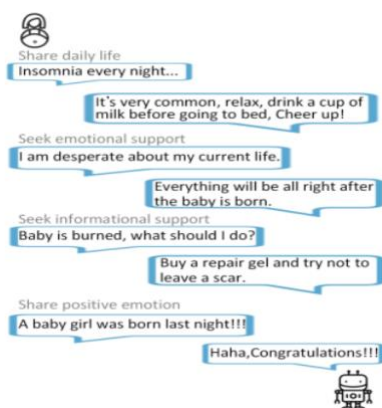 Share daily life
Insomnia every night...
It's very common, relax, drink a cup of
milk before going to bed, Cheer up!
Seek emotional support
I am desperate about my current life.
Everything will be all right after
the baby is born.
Seek informational support
Baby is burned, what should I do?
Buy a repair gel and try not to
leave a scar.
Share positive emotion
A baby girl was born last night!!!
Haha,Congratulations!!!